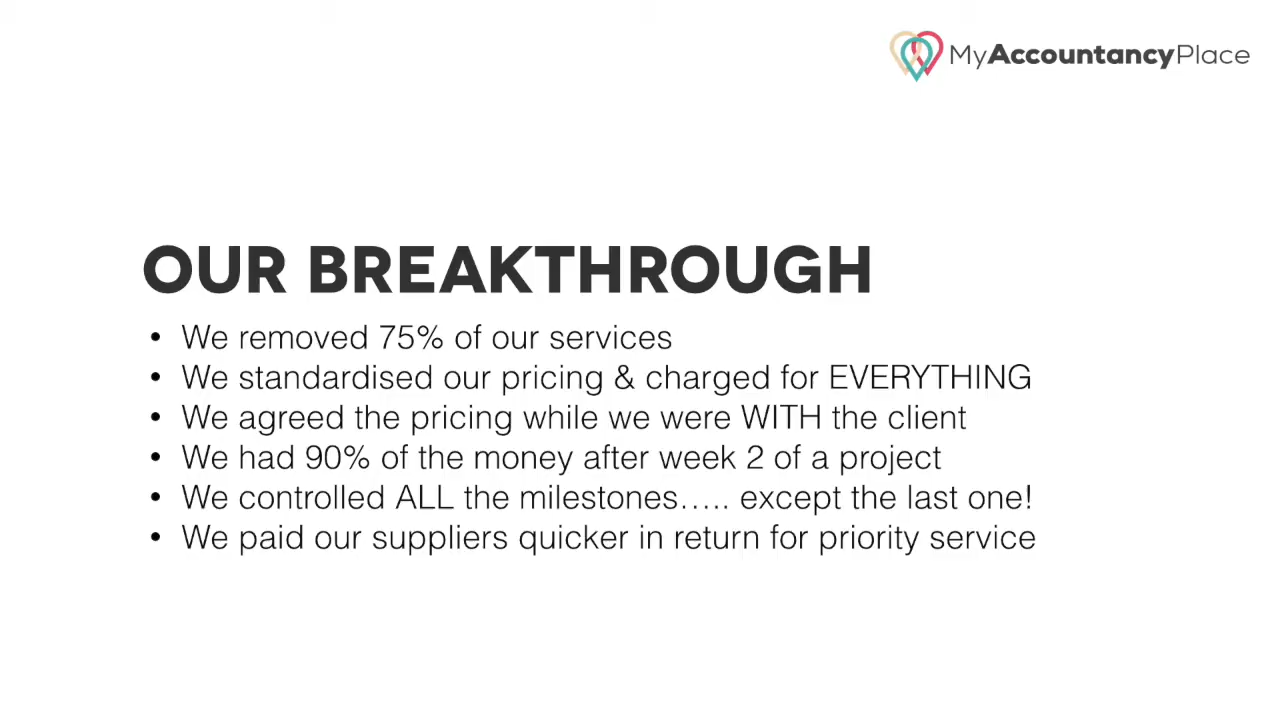 MyAccountancyPlace
OUR BREAKTHROUGH
• We removed 75% of our services
• We standardised our pricing & charged for EVERYTHING
• We agreed the pricing while we were WITH the client
• We had 90% of the money after week 2 of a project
• We controlled ALL the milestones….. except the last one!
• We paid our suppliers quicker in return for priority service